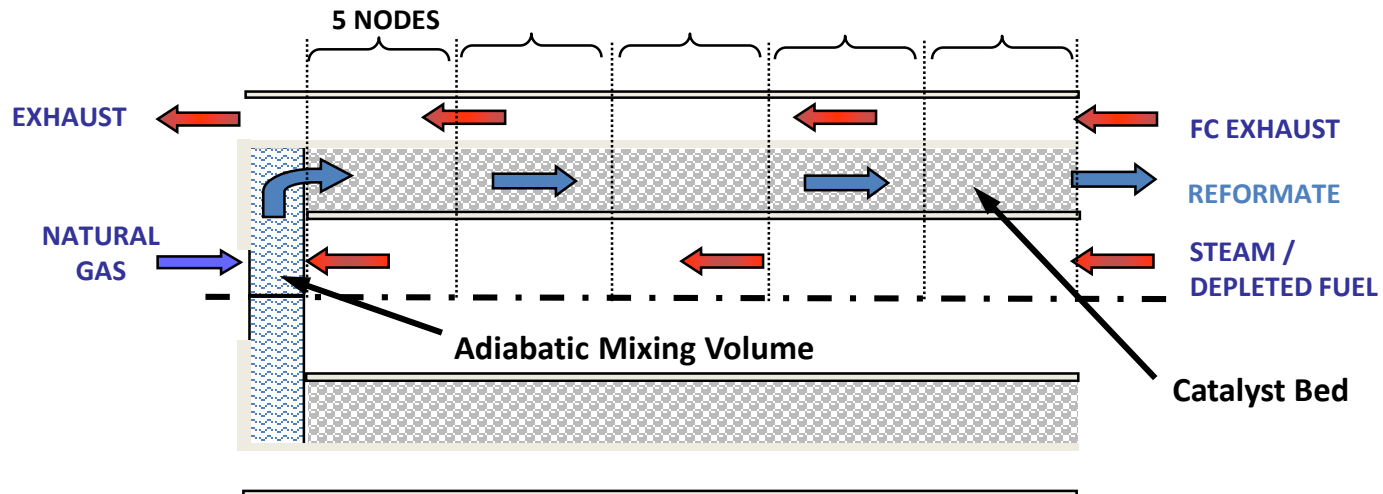 5 NODES
EXHAUST
FC EXHAUST
REFORMATE
NATURAL
GAS
STEAM /
DEPLETED FUEL
Adiabatic Mixing Volume
Catalyst Bed